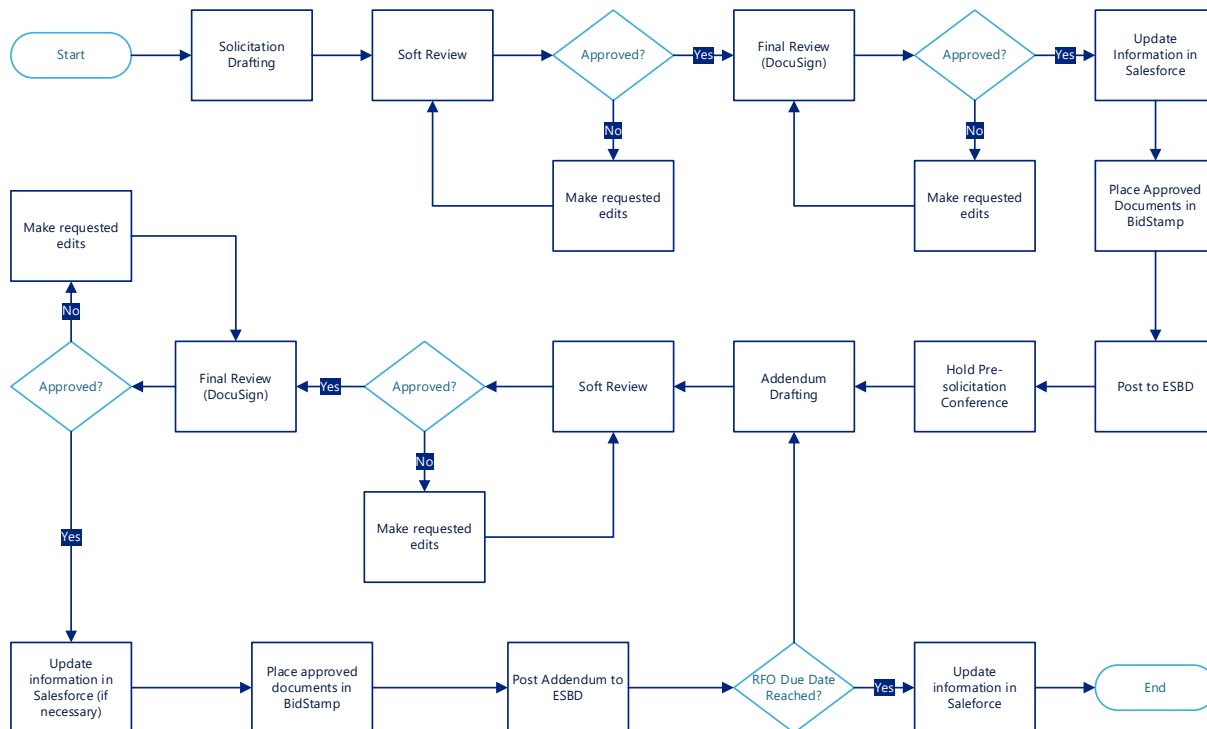 Start
Solicitation
Drafting
Soft Review
Approved?
Yes
Final Review
(DocuSign)
Approved?
Yes
Update
Information in
Salesforce
No
No
Make requested
edits
Make requested
edits
Place Approved
Documents in
BidStamp
Make requested
edits
No
Approved?
Final Review
(DocuSign)
Yes
Approved?
Soft Review
Addendum
Drafting
Hold Pre-
solicitation
Conference
Post to ESBD
No
Make requested
edits
Yes
Update
information in
Salesforce (if
necessary)
Place approved
documents in
BidStamp
Post Addendum to
ESBD
RFO Due Date
Reached?
Yes
Update
information in
Saleforce
End